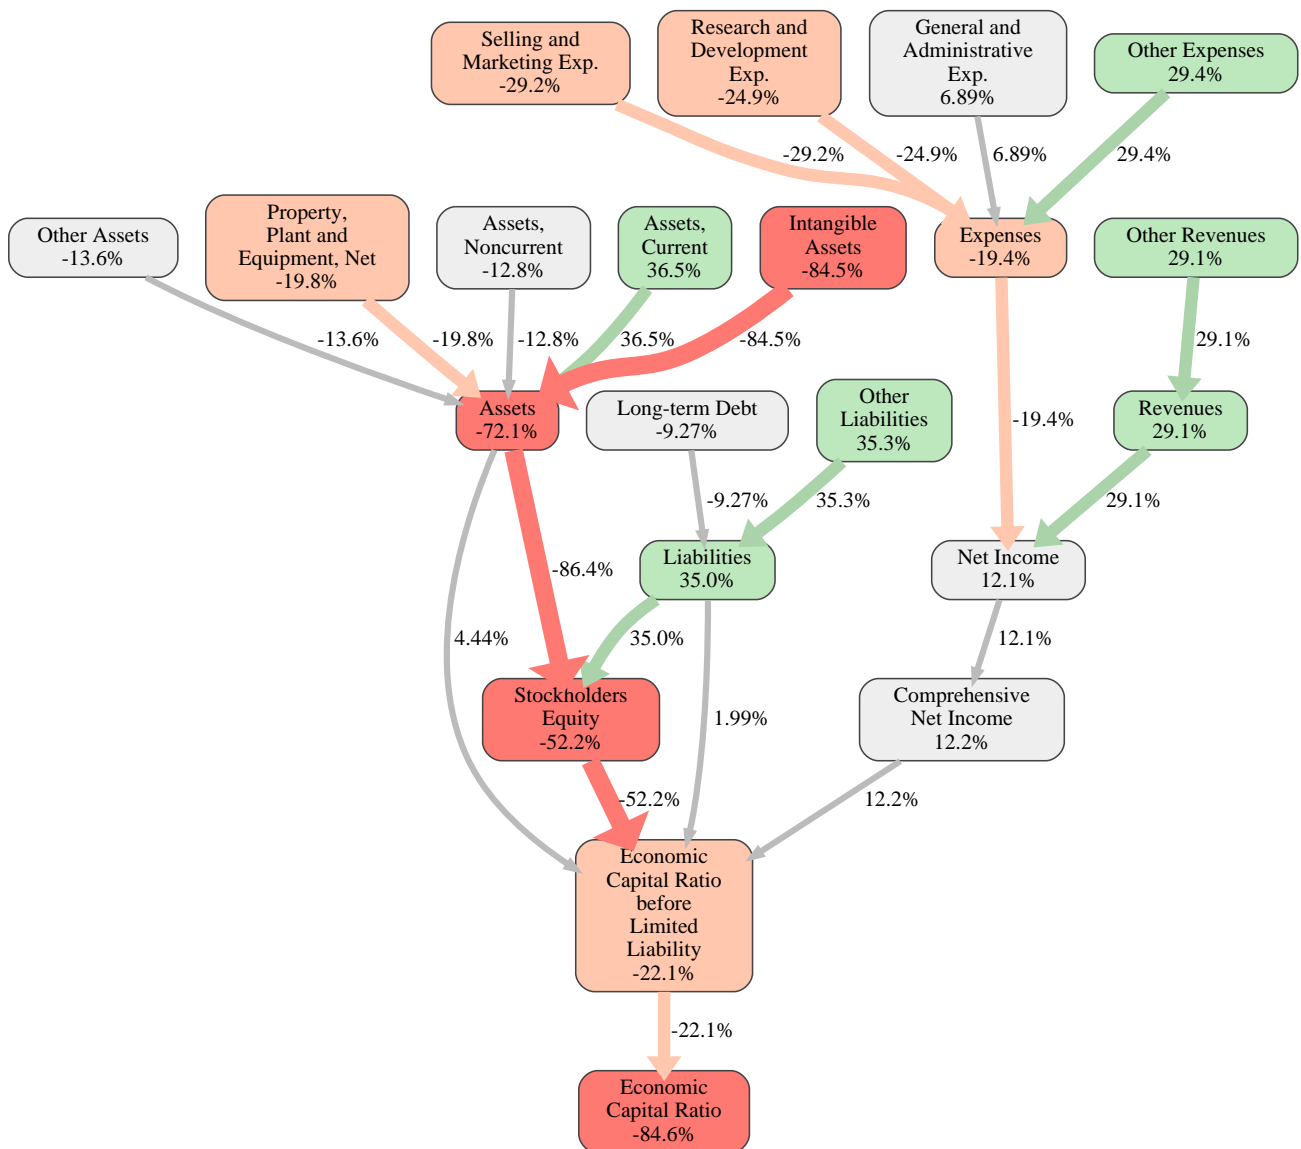 Selling and
Marketing Exp.
-29.2%
Research and
Development
Exp.
-24.9%
General and
Administrative
Exp.
6.89%
Other Expenses
29.4%
-29.2%
-24.9%
6.89%
29.4%
Other Assets
-13.6%
Property,
Plant and
Equipment, Net
-19.8%
Assets,
Noncurrent
-12.8%
Assets,
Current
36.5%
Intangible
Assets
-84.5%
Expenses
-19.4%
Other Revenues
29.1%
-13.6%
-19.8%
-12.8%
36.5%
-84.5%
29.1%
Assets
-72.1%
Long-term Debt
-9.27%
Other
Liabilities
35.3%
-19.4%
Revenues
29.1%
-9.27%
35.3%
29.1%
-86.4%
Liabilities
35.0%
Net Income
12.1%
4.44%
35.0%
12.1%
Stockholders
Equity
-52.2%
1.99%
Comprehensive
Net Income
12.2%
-52.2%
12.2%
Economic
Capital Ratio
before
Limited
Liability
-22.1%
-22.1%
Economic
Capital Ratio
-84.6%